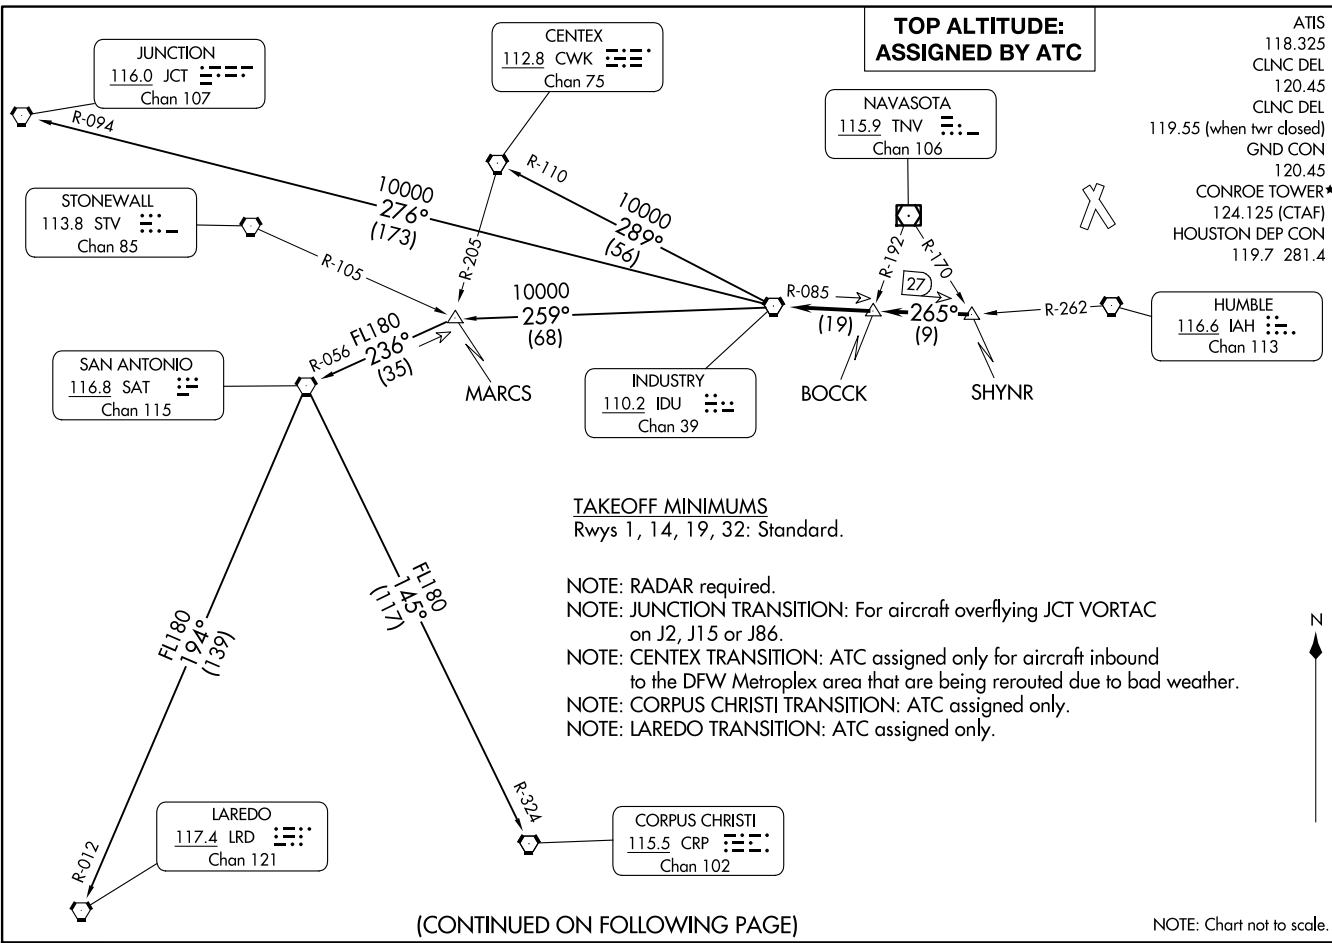 TOP ALTITUDE:
ASSIGNED BY ATC
ATIS
118.325
CLNC DEL
120.45
CLNC DEL
119.55 (when twr closed)
GND CON
120.45
CONROE TOWER★
124.125 (CTAF)
HOUSTON DEP CON
119.7 281.4
JUNCTION
116.0 JCT
Chan 107
CENTEX
112.8 CWK
Chan 75
NAVASOTA
115.9 TNV
Chan 106
R-094
R-110
10000
276°
(173)
10000
289°
(56)
STONEWALL
113.8 STV
Chan 85
R-105
R-205
R-192
R-170
27
R-085
10000
259°
(68)
(19)
265°
(9)
R-262
HUMBLE
116.6 IAH
Chan 113
FL180
236°
(35)
R-056
SAN ANTONIO
116.8 SAT
Chan 115
MARCS
INDUSTRY
110.2 IDU
Chan 39
BOCCK
SHYNR
TAKEOFF MINIMUMS
Rwys 1, 14, 19, 32: Standard.
NOTE: RADAR required.
NOTE: JUNCTION TRANSITION: For aircraft overflying JCT VORTAC
on J2, J15 or J86.
NOTE: CENTEX TRANSITION: ATC assigned only for aircraft inbound
to the DFW Metroplex area that are being rerouted due to bad weather.
NOTE: CORPUS CHRISTI TRANSITION: ATC assigned only.
NOTE: LAREDO TRANSITION: ATC assigned only.
FL180
194°
(139)
FL180
145°
(117)
N
R-324
R-012
LAREDO
117.4 LRD
Chan 121
CORPUS CHRISTI
115.5 CRP
Chan 102
(CONTINUED ON FOLLOWING PAGE)
NOTE: Chart not to scale.